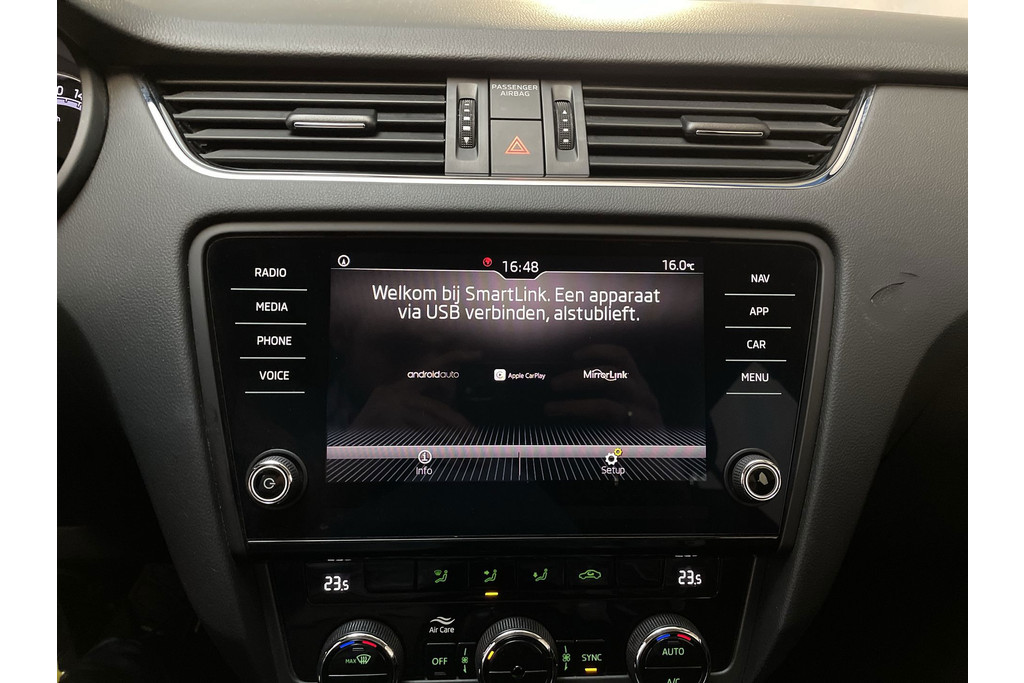 0 14
PASSENGER
AIRBAG
RADIO
MEDIA
PHONE
VOICE
16:48
16.0°C
Welkom bij SmartLink. Een apparaat
via USB verbinden, alstublieft.
androidauto
Apple CarPlay
MirrorLink
Info
Setup
NAV
APP
CAR
MENU
23.5
23.5
Air Care
MAX
OFF
SYNC
AUTO
A/C